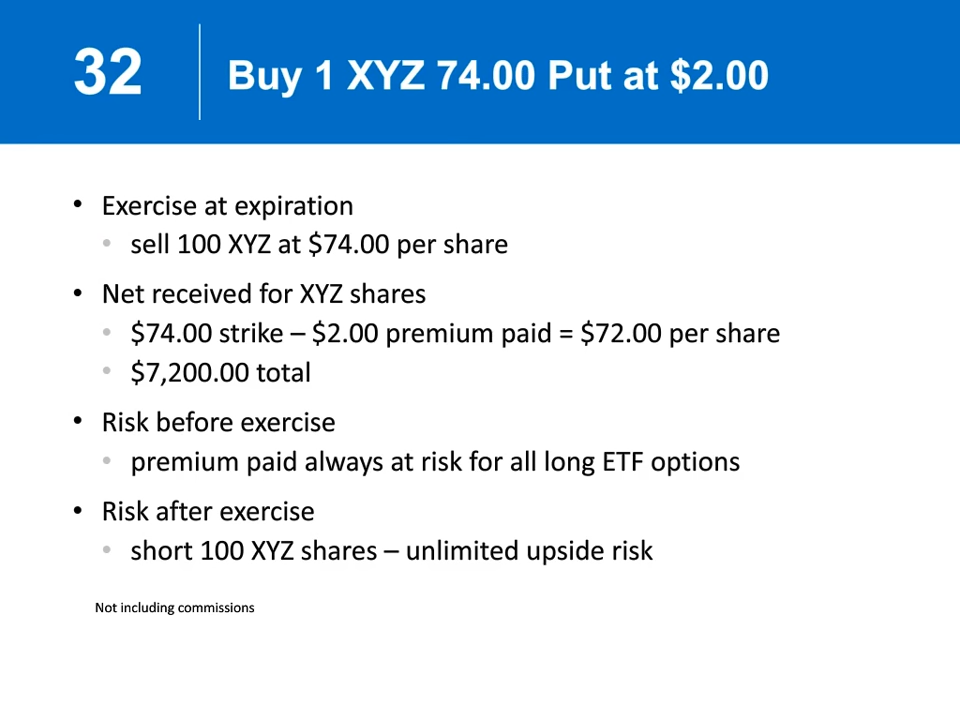 32
Buy 1 XYZ 74.00 Put at $2.00
• Exercise at expiration
• sell 100 XYZ at $74.00 per share
• Net received for XYZ shares
• $74.00 strike – $2.00 premium paid = $72.00 per share
• $7,200.00 total
• Risk before exercise
• premium paid always at risk for all long ETF options
• Risk after exercise
• short 100 XYZ shares – unlimited upside risk
Not including commissions